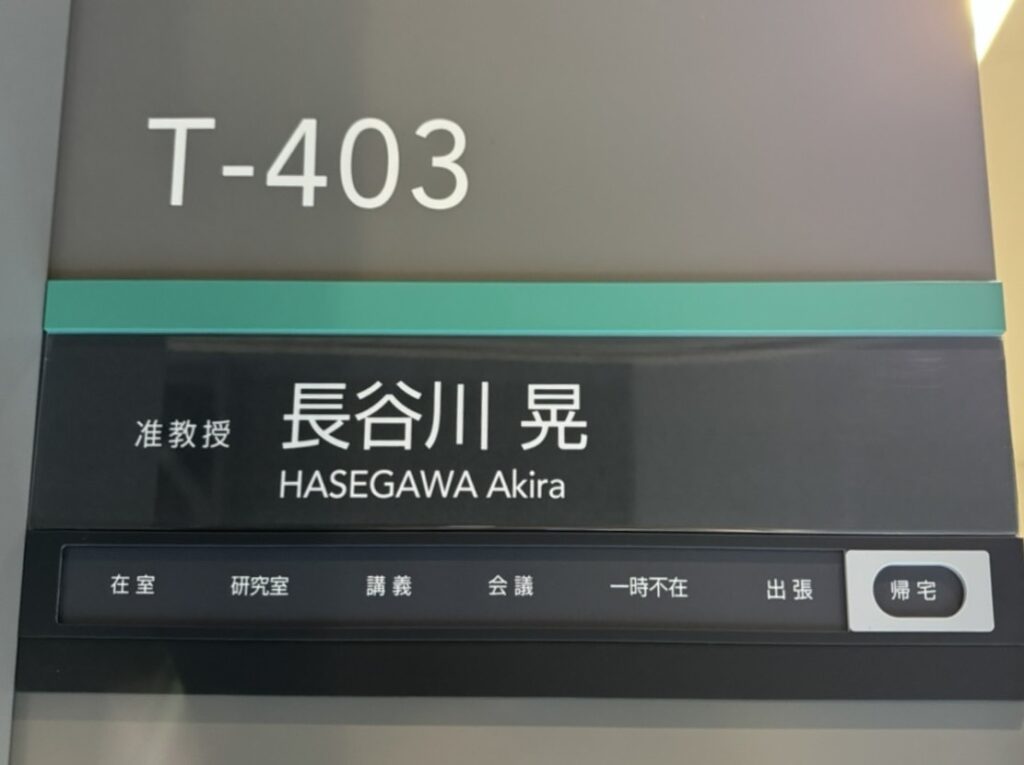 T-403
准教授 長谷川 晃
HASEGAWA Akira
在室 研究室 講義 会議 一時不在 出張 帰宅